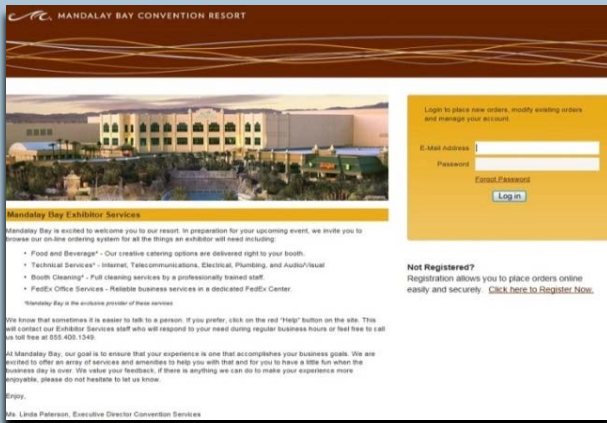 MANDALAY BAY CONVENTION RESORT
Login to place new orders, modify existing orders
and manage your account.
E-Mail Address
Password
Forgot Password
Log in
Mandalay Bay Exhibitor Services
Mandalay Bay is excited to welcome you to our resort. In preparation for your upcoming event, we invite you to
browse our on-line ordering system for all the things an exhibitor will need including:
• Food and Beverage* - Our creative catering options are delivered right to your booth.
• Technical Services* - Internet, Telecommunications, Electrical, Plumbing, and Audio/Visual
• Booth Cleaning* - Full cleaning services by a professionally trained staff.
• FedEx Office Services - Reliable business services in a dedicated FedEx Center.
*Mandalay Bay is the exclusive provider of these services
Not Registered?
Registration allows you to place orders online
easily and securely. Click here to Register Now.
We know that sometimes it is easier to talk to a person. If you prefer, click on the red "Help" button on the site. This
will contact our Exhibitor Services staff who will respond to your need during regular business hours or feel free to call
us toll free at 855.408.1349.
At Mandalay Bay, our goal is to ensure that your experience is one that accomplishes your business goals. We are
excited to offer an array of services and amenities to help you with that and for you to have a little fun when the
business day is over. We value your feedback, if there is anything we can do to make your experience more
enjoyable, please do not hesitate to let us know.
Enjoy,
Ms. Linda Paterson, Executive Director Convention Services